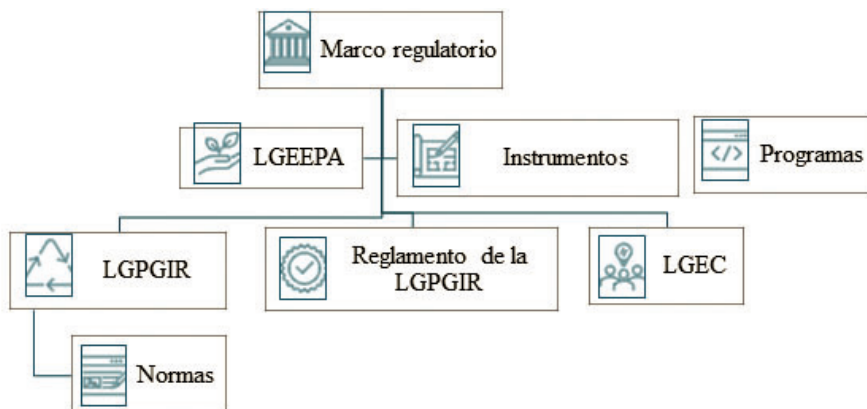 Marco regulatorio
LGEEPA
Instrumentos
Programas
LGPGIR
Reglamento de la
LGPGIR
LGEC
Normas